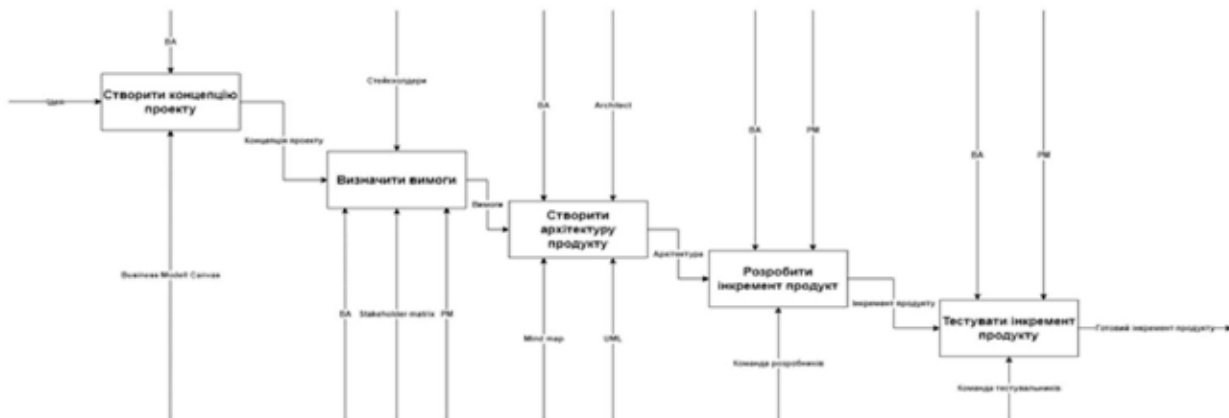 BA
Ідея
Створити концепцію
проекту
Концепція проекту
Business Modell Canvas
Стейкхолдери
Визначити вимоги
Вимоги
BA
Stakeholder matrix
PM
BA
Architect
Створити
архітектуру
продукту
Архітектура
Mind map
UML
BA
PM
Розробити
інкремент продукт
Інкремент продукту
Команда розробників
BA
PM
Тестувати інкремент
продукту
Готовий інкремент продукту
Команда тестувальників